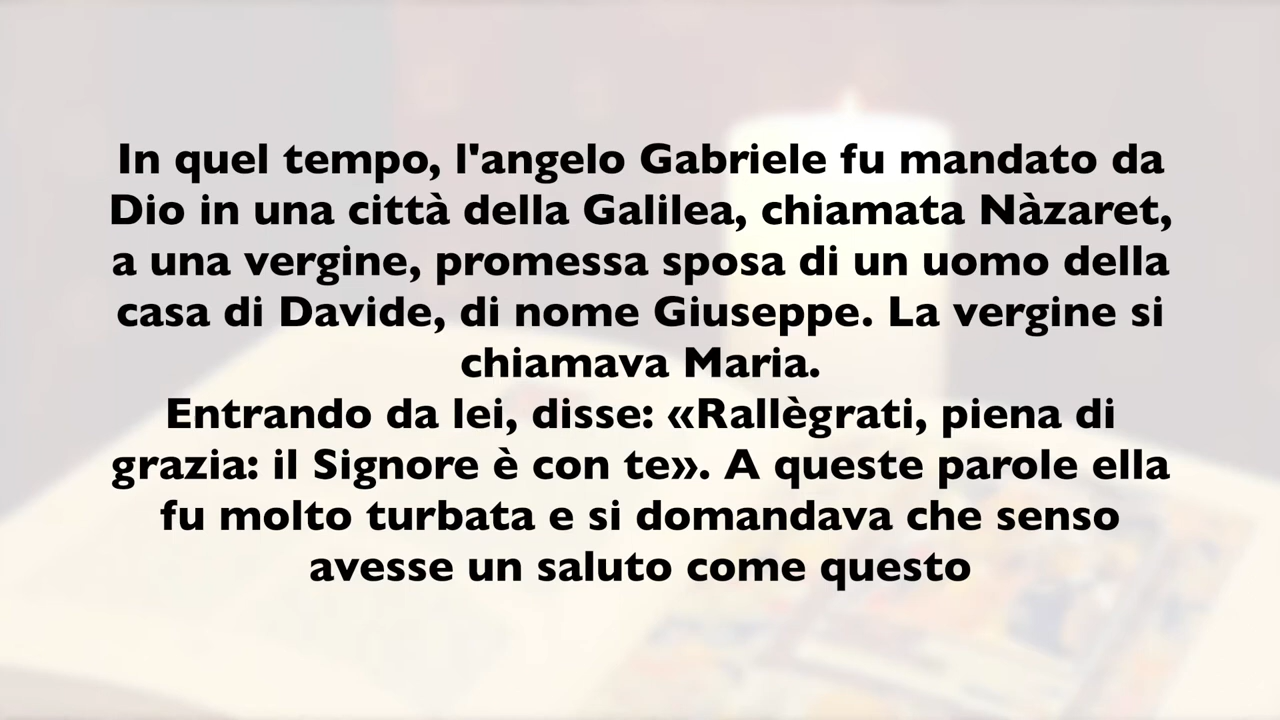 In quel tempo, l'angelo Gabriele fu mandato da
Dio in una città della Galilea, chiamata Nàzaret,
a una vergine, promessa sposa di un uomo della
casa di Davide, di nome Giuseppe. La vergine si
chiamava Maria.
Entrando da lei, disse: «Rallègrati, piena di
grazia: il Signore è con te». A queste parole ella
fu molto turbata e si domandava che senso
avesse un saluto come questo